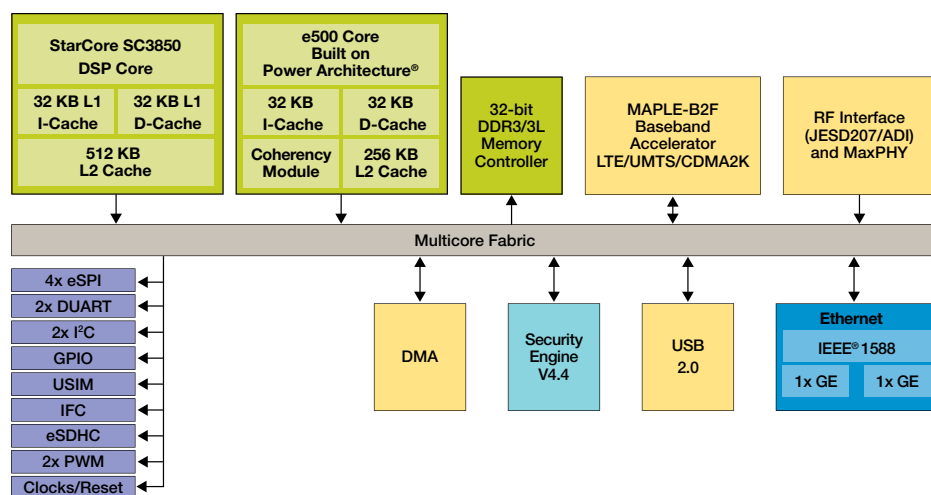 StarCore SC3850
DSP Core
32 KB L1
I-Cache
32 KB L1
D-Cache
512 KB
L2 Cache
e500 Core
Built on
Power Architecture®
32 KB
I-Cache
32 KB
D-Cache
Coherency
Module
256 KB
L2 Cache
32-bit
DDR3/3L
Memory
Controller
MAPLE-B2F
Baseband
Accelerator
LTE/UMTS/CDMA2K
RF Interface
(JESD207/ADI)
and MaxPHY
Multicore Fabric
4x eSPI
2x DUART
2x I²C
GPIO
USIM
IFC
eSDHC
2x PWM
Clocks/Reset
DMA
Security
Engine
V4.4
USB
2.0
Ethernet
IEEE® 1588
1x GE
1x GE